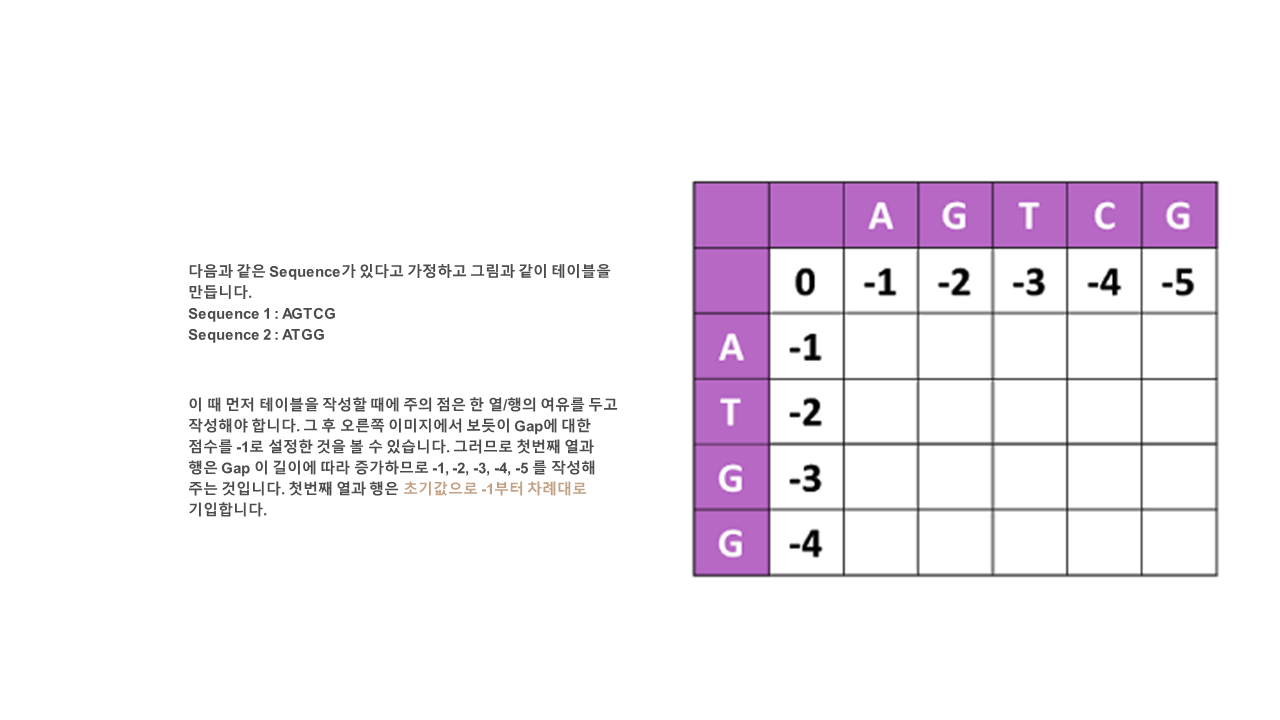 다음과 같은 Sequence가 있다고 가정하고 그림과 같이 테이블을
만듭니다.
Sequence 1 : AGTCG
Sequence 2 : ATGG
이 때 먼저 테이블을 작성할 때에 주의 점은 한 열/행의 여유를 두고
작성해야 합니다. 그 후 오른쪽 이미지에서 보듯이 Gap에 대한
점수를 -1로 설정한 것을 볼 수 있습니다. 그러므로 첫번째 열과
행은 Gap 이 길이에 따라 증가하므로 -1, -2, -3, -4, -5 를 작성해
주는 것입니다. 첫번째 열과 행은 초기값으로 -1부터 차례대로
기입합니다.
A G T C G
0 -1 -2 -3 -4 -5
A -1
T -2
G -3
G -4